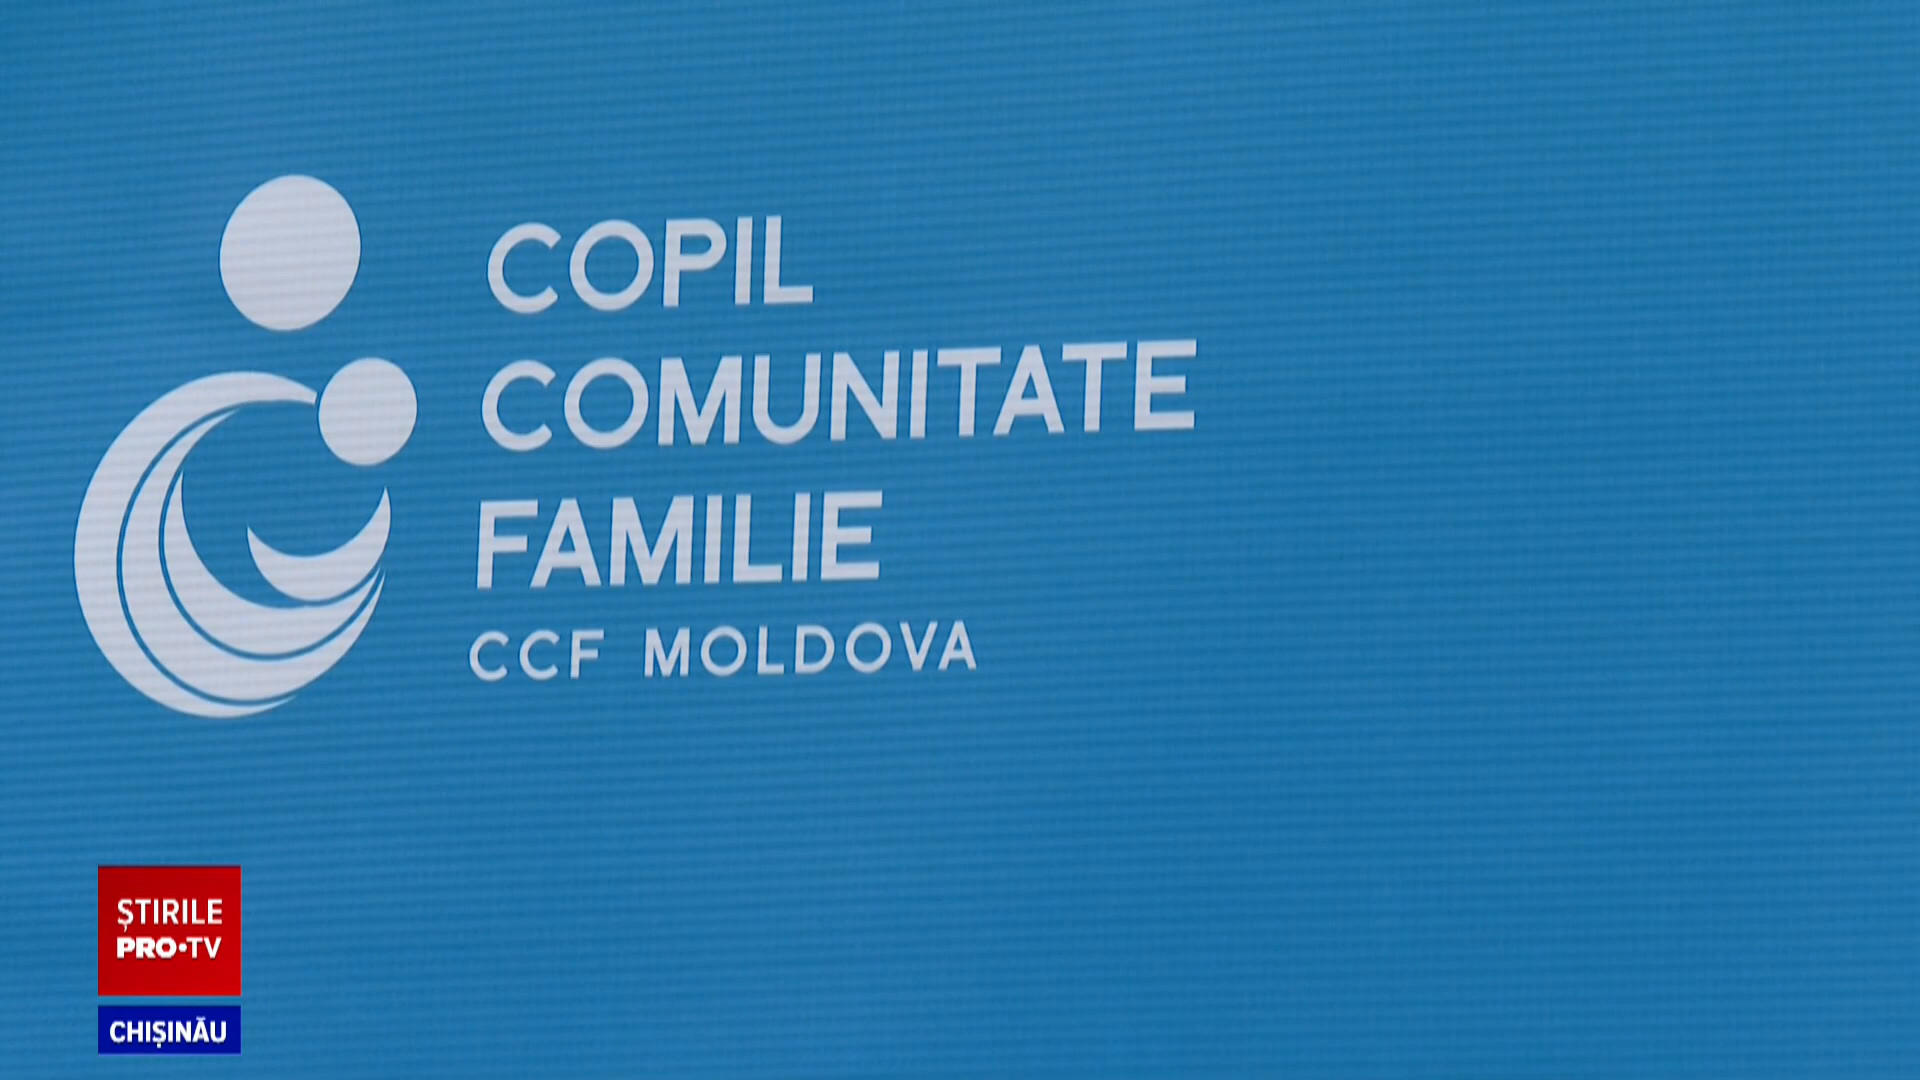 COPIL
COMUNITATE
FAMILIE
CCF MOLDOVA
ȘTIRILE
PRO•TV
CHIȘINĂU